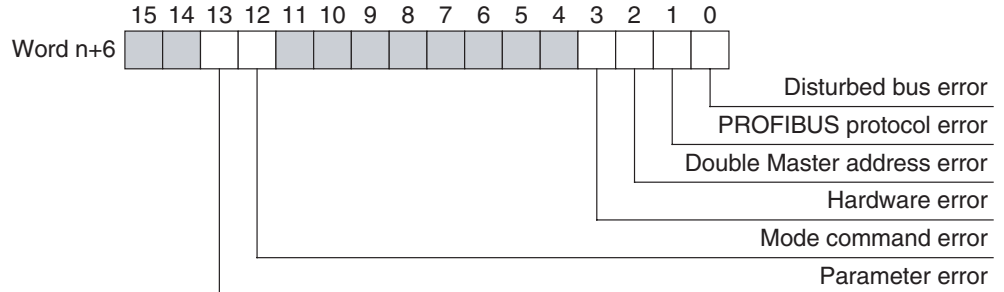 15 14 13 12 11 10 9 8 7 6 5 4 3 2 1 0
Word n+6
Disturbed bus error
PROFIBUS protocol error
Double Master address error
Hardware error
Mode command error
Parameter error